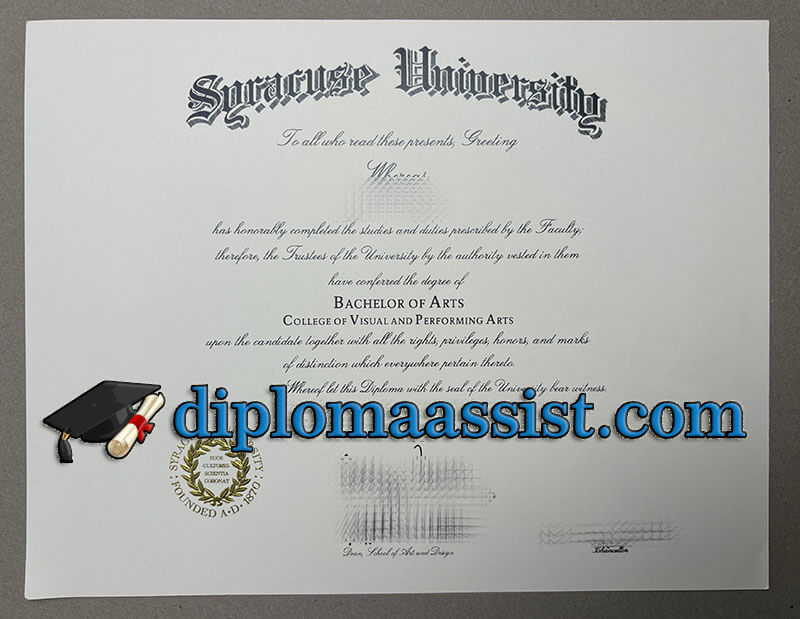 Syracuse University
To all who read these presents, Greeting
Whereas
has honorably completed the studies and duties prescribed by the Faculty;
therefore, the Trustees of the University by the authority vested in them
have conferred the degree of
BACHELOR OF ARTS
COLLEGE OF VISUAL AND PERFORMING ARTS
upon the candidate together with all the rights, privileges, honors, and marks
of distinction which everywhere pertain thereto.
Whereof let this Diploma with the seal of the University bear witness.
diplomaassist.com
SUOS
CULTORES
SCIENTIA
CORONAT
FOUNDED A·D·1870
Dean, School of Art and Design
Chancellor